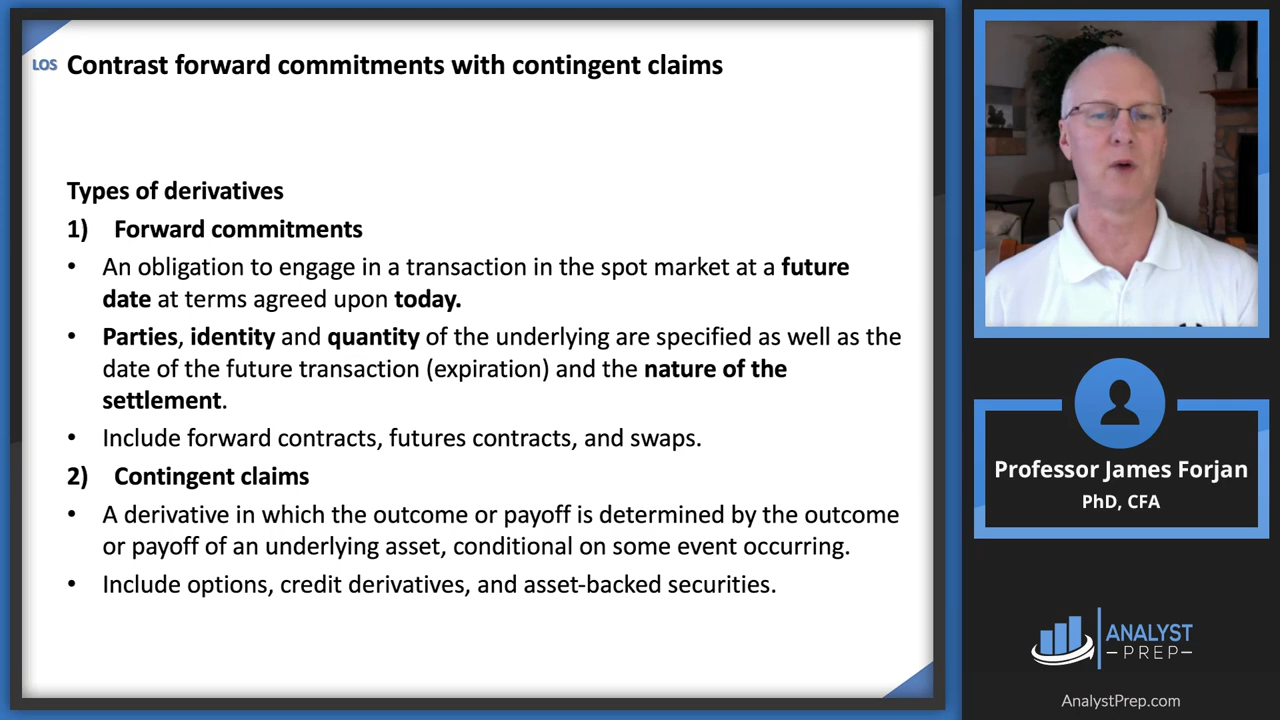 LOS Contrast forward commitments with contingent claims
Types of derivatives
1) Forward commitments
• An obligation to engage in a transaction in the spot market at a future
date at terms agreed upon today.
• Parties, identity and quantity of the underlying are specified as well as the
date of the future transaction (expiration) and the nature of the
settlement.
• Include forward contracts, futures contracts, and swaps.
2) Contingent claims
• A derivative in which the outcome or payoff is determined by the outcome
or payoff of an underlying asset, conditional on some event occurring.
• Include options, credit derivatives, and asset-backed securities.
Professor James Forjan
PhD, CFA
ANALYST
PREP
AnalystPrep.com